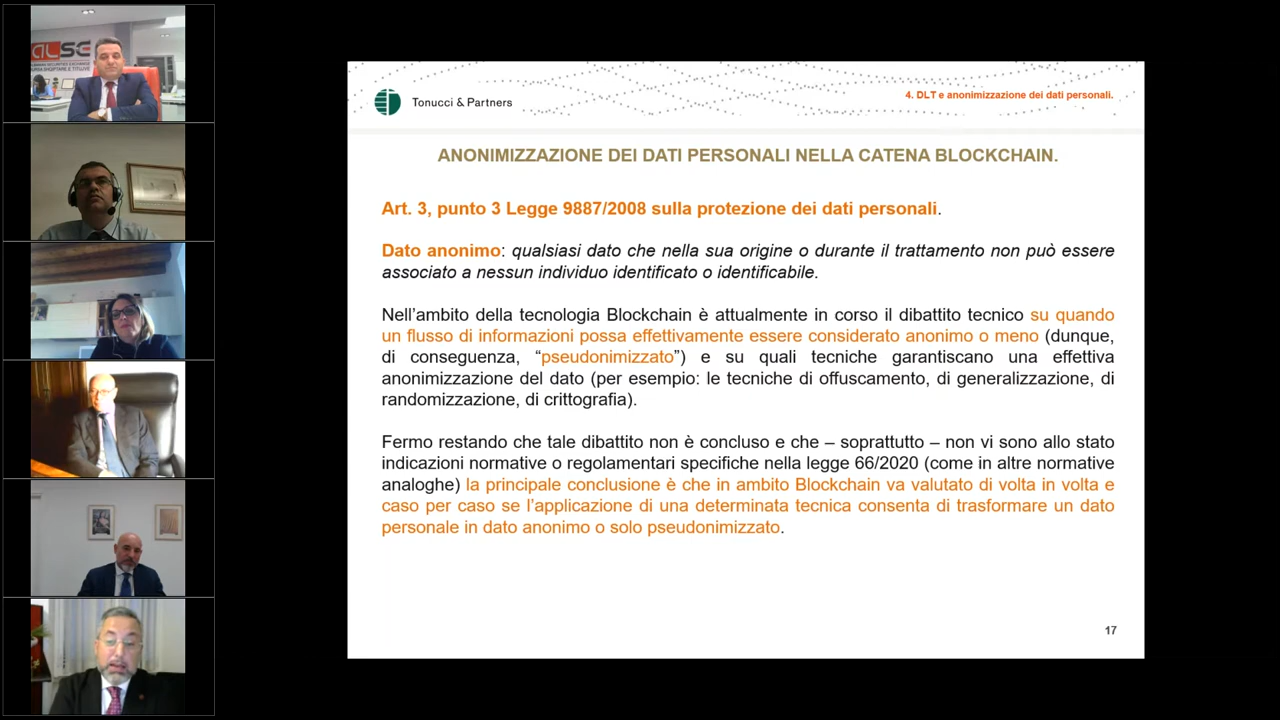 ALSE
Tonucci & Partners
4. DLT e anonimizzazione dei dati personali.
ANONIMIZZAZIONE DEI DATI PERSONALI NELLA CATENA BLOCKCHAIN.
Art. 3, punto 3 Legge 9887/2008 sulla protezione dei dati personali.
Dato anonimo: qualsiasi dato che nella sua origine o durante il trattamento non può essere
associato a nessun individuo identificato o identificabile.
Nell’ambito della tecnologia Blockchain è attualmente in corso il dibattito tecnico su quando
un flusso di informazioni possa effettivamente essere considerato anonimo o meno (dunque,
di conseguenza, “pseudonimizzato”) e su quali tecniche garantiscano una effettiva
anonimizzazione del dato (per esempio: le tecniche di offuscamento, di generalizzazione, di
randomizzazione, di crittografia).
Fermo restando che tale dibattito non è concluso e che – soprattutto – non vi sono allo stato
indicazioni normative o regolamentari specifiche nella legge 66/2020 (come in altre normative
analoghe) la principale conclusione è che in ambito Blockchain va valutato di volta in volta e
caso per caso se l’applicazione di una determinata tecnica consenta di trasformare un dato
personale in dato anonimo o solo pseudonimizzato.
17